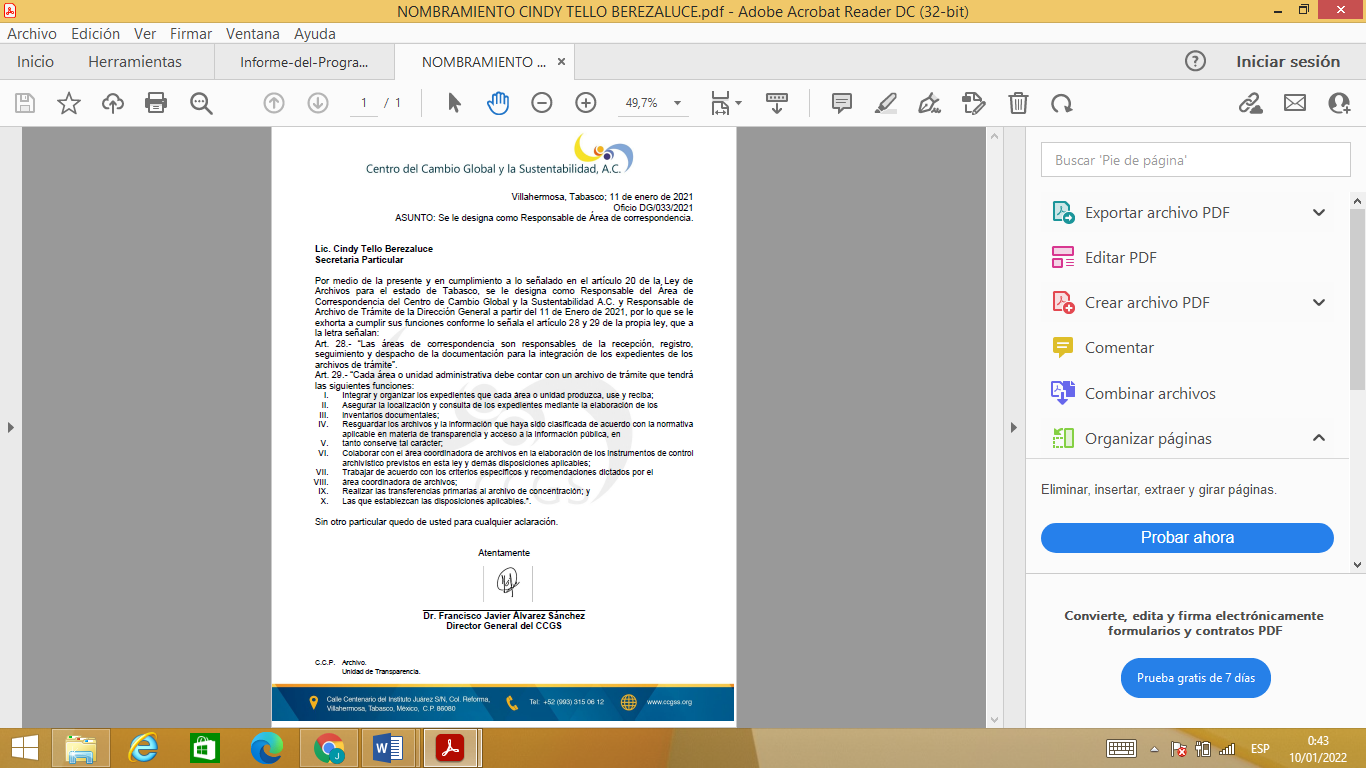 NOMBRAMIENTO CINDY TELLO BEREZALUCE.pdf - Adobe Acrobat Reader DC (32-bit)
Archivo Edición Ver Firmar Ventana Ayuda
Inicio Herramientas Informe-del-Progra... NOMBRAMIENTO ... × Iniciar sesión
1 / 1 49,7%
Centro del Cambio Global y la Sustentabilidad, A.C.
Villahermosa, Tabasco; 11 de enero de 2021
Oficio DG/033/2021
ASUNTO: Se le designa como Responsable de Área de correspondencia.
Lic. Cindy Tello Berezaluce
Secretaria Particular
Por medio de la presente y en cumplimiento a lo señalado en el artículo 20 de la Ley de
Archivos para el estado de Tabasco, se le designa como Responsable del Área de
Correspondencia del Centro de Cambio Global y la Sustentabilidad A.C. y Responsable de
Archivo de Trámite de la Dirección General a partir del 11 de Enero de 2021, por lo que se le
exhorta a cumplir sus funciones conforme lo señala el artículo 28 y 29 de la propia ley, que a
la letra señalan:
Art. 28.- “Las áreas de correspondencia son responsables de la recepción, registro,
seguimiento y despacho de la documentación para la integración de los expedientes de los
archivos de trámite”.
Art. 29.- “Cada área o unidad administrativa debe contar con un archivo de trámite que tendrá
las siguientes funciones:
I. Integrar y organizar los expedientes que cada área o unidad produzca, use y reciba;
II. Asegurar la localización y consulta de los expedientes mediante la elaboración de los
III. inventarios documentales;
IV. Resguardar los archivos y la información que haya sido clasificada de acuerdo con la normativa
aplicable en materia de transparencia y acceso a la información pública, en
V. tanto conserve tal carácter;
VI. Colaborar con el área coordinadora de archivos en la elaboración de los instrumentos de control
archivístico previstos en esta ley y demás disposiciones aplicables;
VII. Trabajar de acuerdo con los criterios específicos y recomendaciones dictados por el
VIII. área coordinadora de archivos;
IX. Realizar las transferencias primarias al archivo de concentración; y
X. Las que establezcan las disposiciones aplicables.”.
Sin otro particular quedo de usted para cualquier aclaración.
Atentamente
Dr. Francisco Javier Álvarez Sánchez
Director General del CCGS
C.C.P. Archivo.
Unidad de Transparencia.
Calle Centenario del Instituto Juárez S/N, Col. Reforma,
Villahermosa, Tabasco, México, C.P. 86080
Tel: +52 (993) 315 06 12
www.ccgss.org
ccgs
Buscar 'Pie de página'
Exportar archivo PDF
Editar PDF
Crear archivo PDF
Comentar
Combinar archivos
Organizar páginas
Eliminar, insertar, extraer y girar páginas.
Probar ahora
Convierte, edita y firma electrónicamente
formularios y contratos PDF
Prueba gratis de 7 días
ESP 0:43
10/01/2022